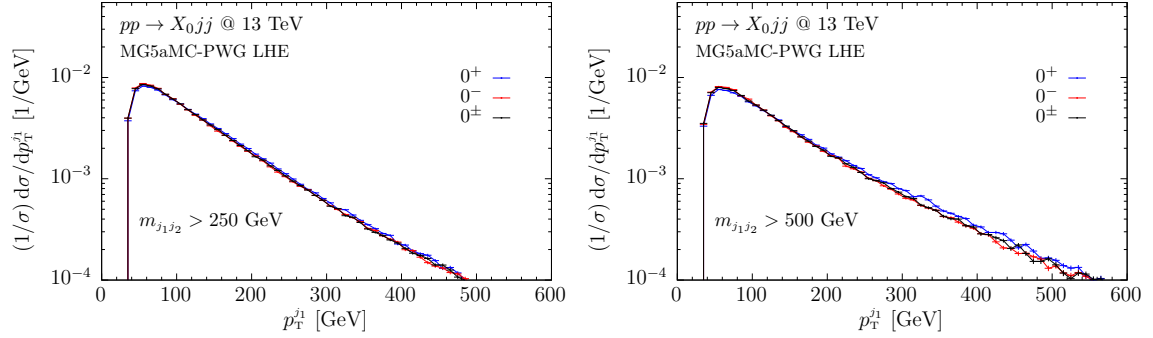 pp → X₀jj @ 13 TeV
MG5aMC-PWG LHE
0⁺
0⁻
0^±
m_{j₁j₂} > 250 GeV
(1/σ) dσ/dp_T^{j₁} [1/GeV]
10⁻²
10⁻³
10⁻⁴
0 100 200 300 400 500 600
p_T^{j₁} [GeV]
pp → X₀jj @ 13 TeV
MG5aMC-PWG LHE
0⁺
0⁻
0^±
m_{j₁j₂} > 500 GeV
(1/σ) dσ/dp_T^{j₁} [1/GeV]
10⁻²
10⁻³
10⁻⁴
0 100 200 300 400 500 600
p_T^{j₁} [GeV]